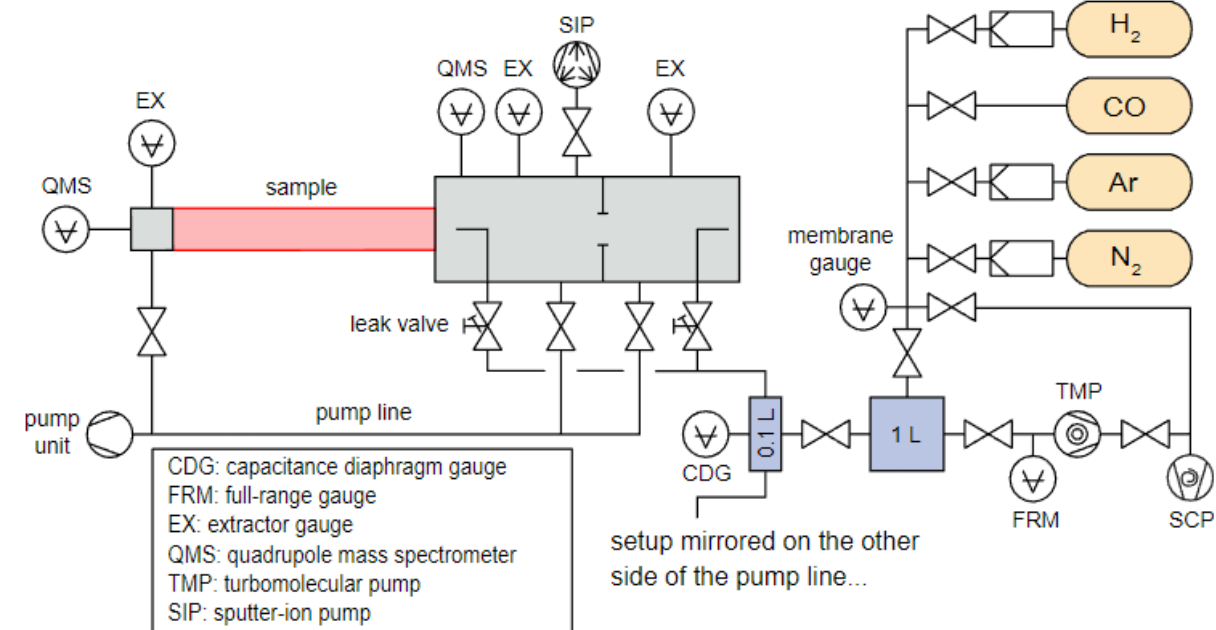 SIP
QMS
EX
EX
EX
QMS
sample
H2
CO
Ar
N2
membrane
gauge
leak valve
pump
unit
pump line
CDG
0.1 L
1 L
TMP
FRM
SCP
setup mirrored on the other
side of the pump line...
CDG: capacitance diaphragm gauge
FRM: full-range gauge
EX: extractor gauge
QMS: quadrupole mass spectrometer
TMP: turbomolecular pump
SIP: sputter-ion pump